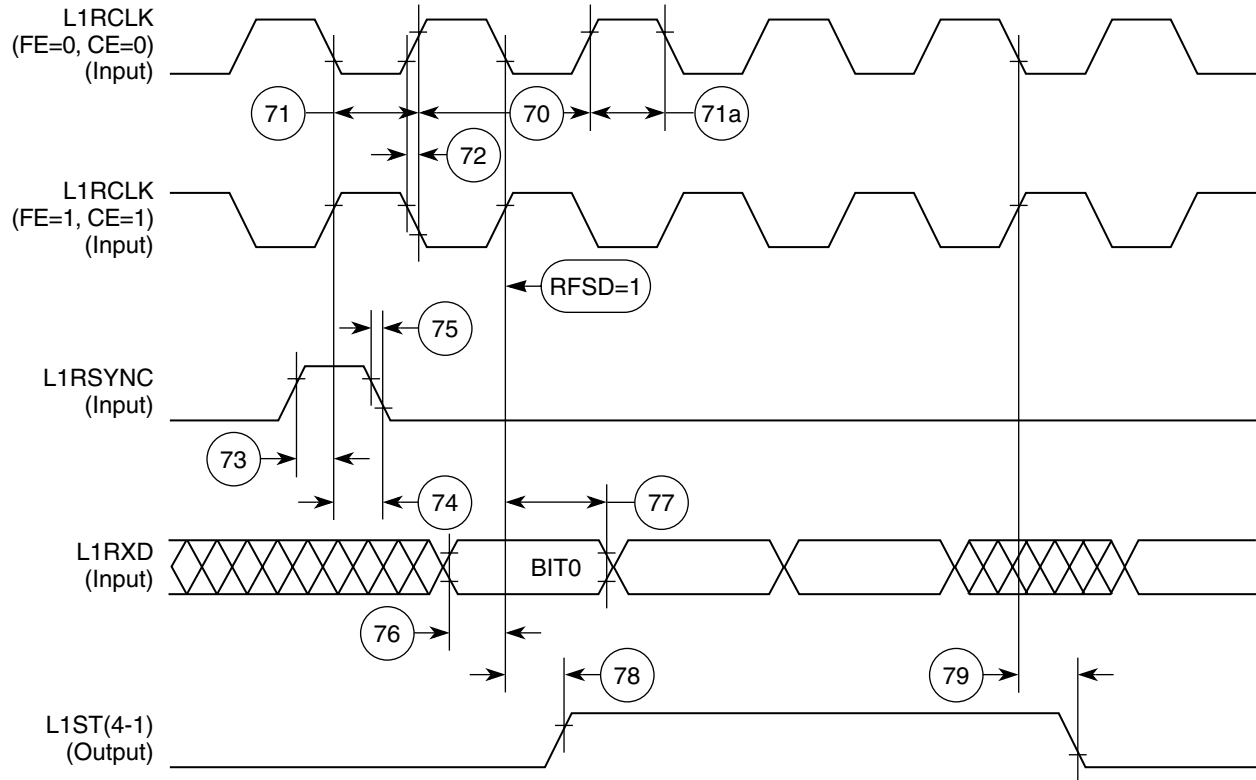 L1RCLK
(FE=0, CE=0)
(Input)
71
70
71a
72
L1RCLK
(FE=1, CE=1)
(Input)
RFSD=1
75
L1RSYNC
(Input)
73
74
77
L1RXD
(Input)
BIT0
76
78
79
L1ST(4-1)
(Output)